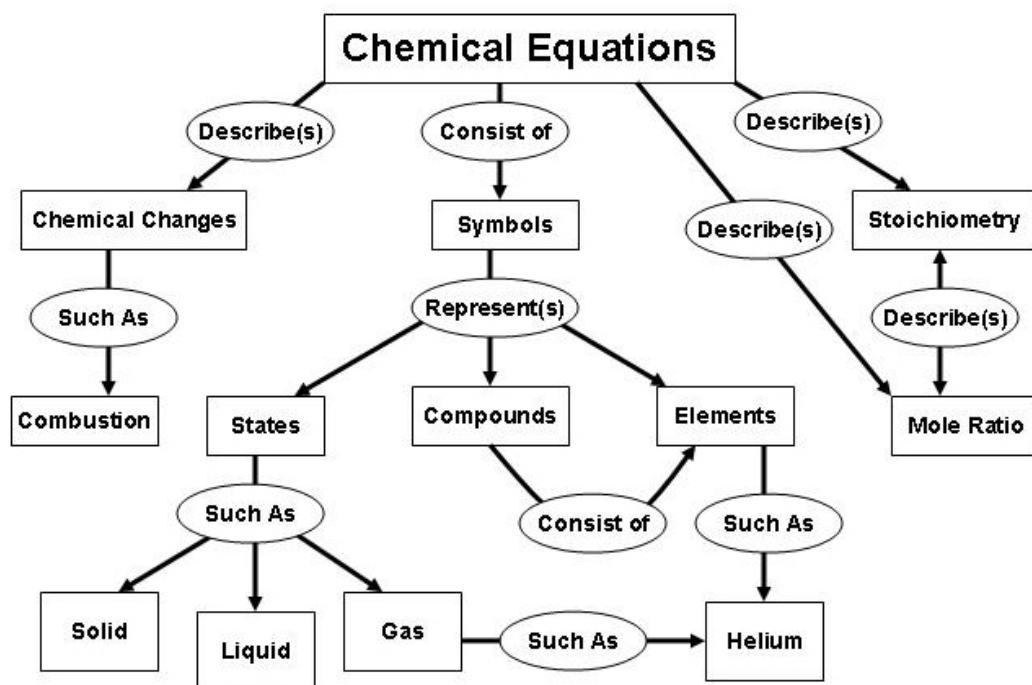 Chemical Equations
Describe(s)
Consist of
Describe(s)
Chemical Changes
Symbols
Describe(s)
Stoichiometry
Such As
Represent(s)
Describe(s)
Combustion
States
Compounds
Elements
Mole Ratio
Such As
Consist of
Such As
Solid
Liquid
Gas
Such As
Helium